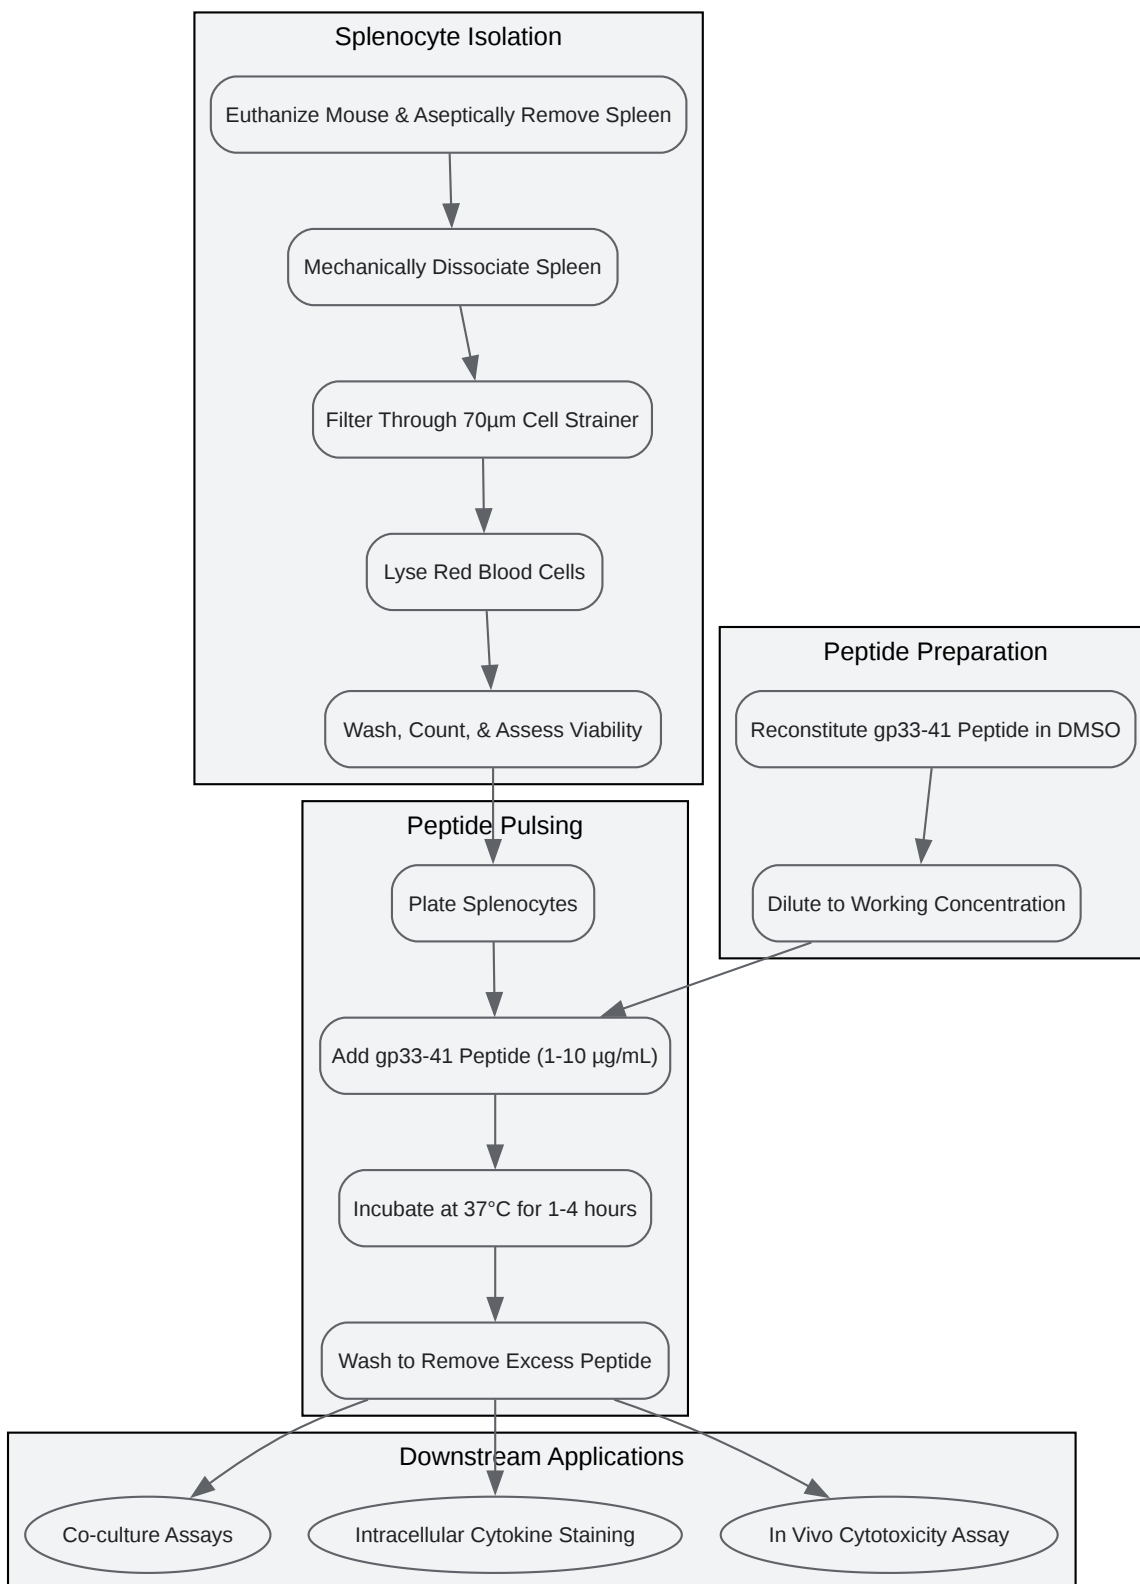 Splenocyte Isolation
Euthanize Mouse & Aseptically Remove Spleen
Mechanically Dissociate Spleen
Filter Through 70µm Cell Strainer
Lyse Red Blood Cells
Wash, Count, & Assess Viability
Peptide Preparation
Reconstitute gp33-41 Peptide in DMSO
Dilute to Working Concentration
Peptide Pulsing
Plate Splenocytes
Add gp33-41 Peptide (1-10 µg/mL)
Incubate at 37°C for 1-4 hours
Wash to Remove Excess Peptide
Downstream Applications
Co-culture Assays
Intracellular Cytokine Staining
In Vivo Cytotoxicity Assay